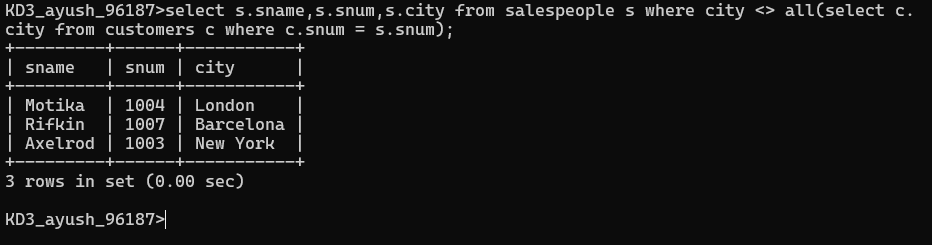 KD3_ayush_96187>select s.sname,s.snum,s.city from salespeople s where city <> all(select c.
city from customers c where c.snum = s.snum);
+---------+------+-----------+
| sname   | snum | city      |
+---------+------+-----------+
| Motika  | 1004 | London    |
| Rifkin  | 1007 | Barcelona |
| Axelrod | 1003 | New York  |
+---------+------+-----------+
3 rows in set (0.00 sec)
KD3_ayush_96187>